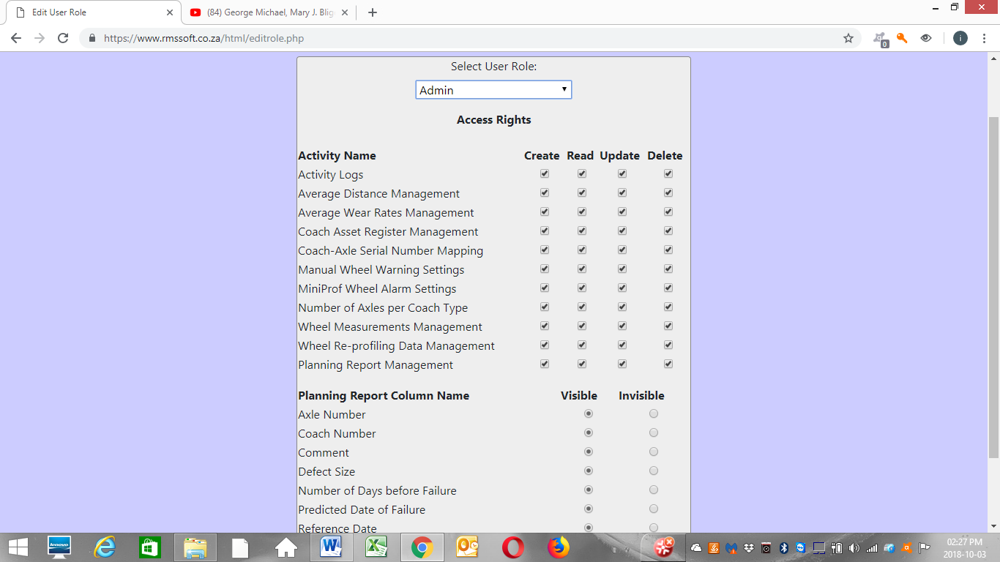 Edit User Role
(84) George Michael, Mary J. Blig
https://www.rmssoft.co.za/html/editrole.php
0
i
Select User Role:
Admin
Access Rights
Activity Name Create Read Update Delete
Activity Logs
Average Distance Management
Average Wear Rates Management
Coach Asset Register Management
Coach-Axle Serial Number Mapping
Manual Wheel Warning Settings
MiniProf Wheel Alarm Settings
Number of Axles per Coach Type
Wheel Measurements Management
Wheel Re-profiling Data Management
Planning Report Management
Planning Report Column Name Visible Invisible
Axle Number
Coach Number
Comment
Defect Size
Number of Days before Failure
Predicted Date of Failure
Reference Date
lenovo
02:27 PM
2018-10-03